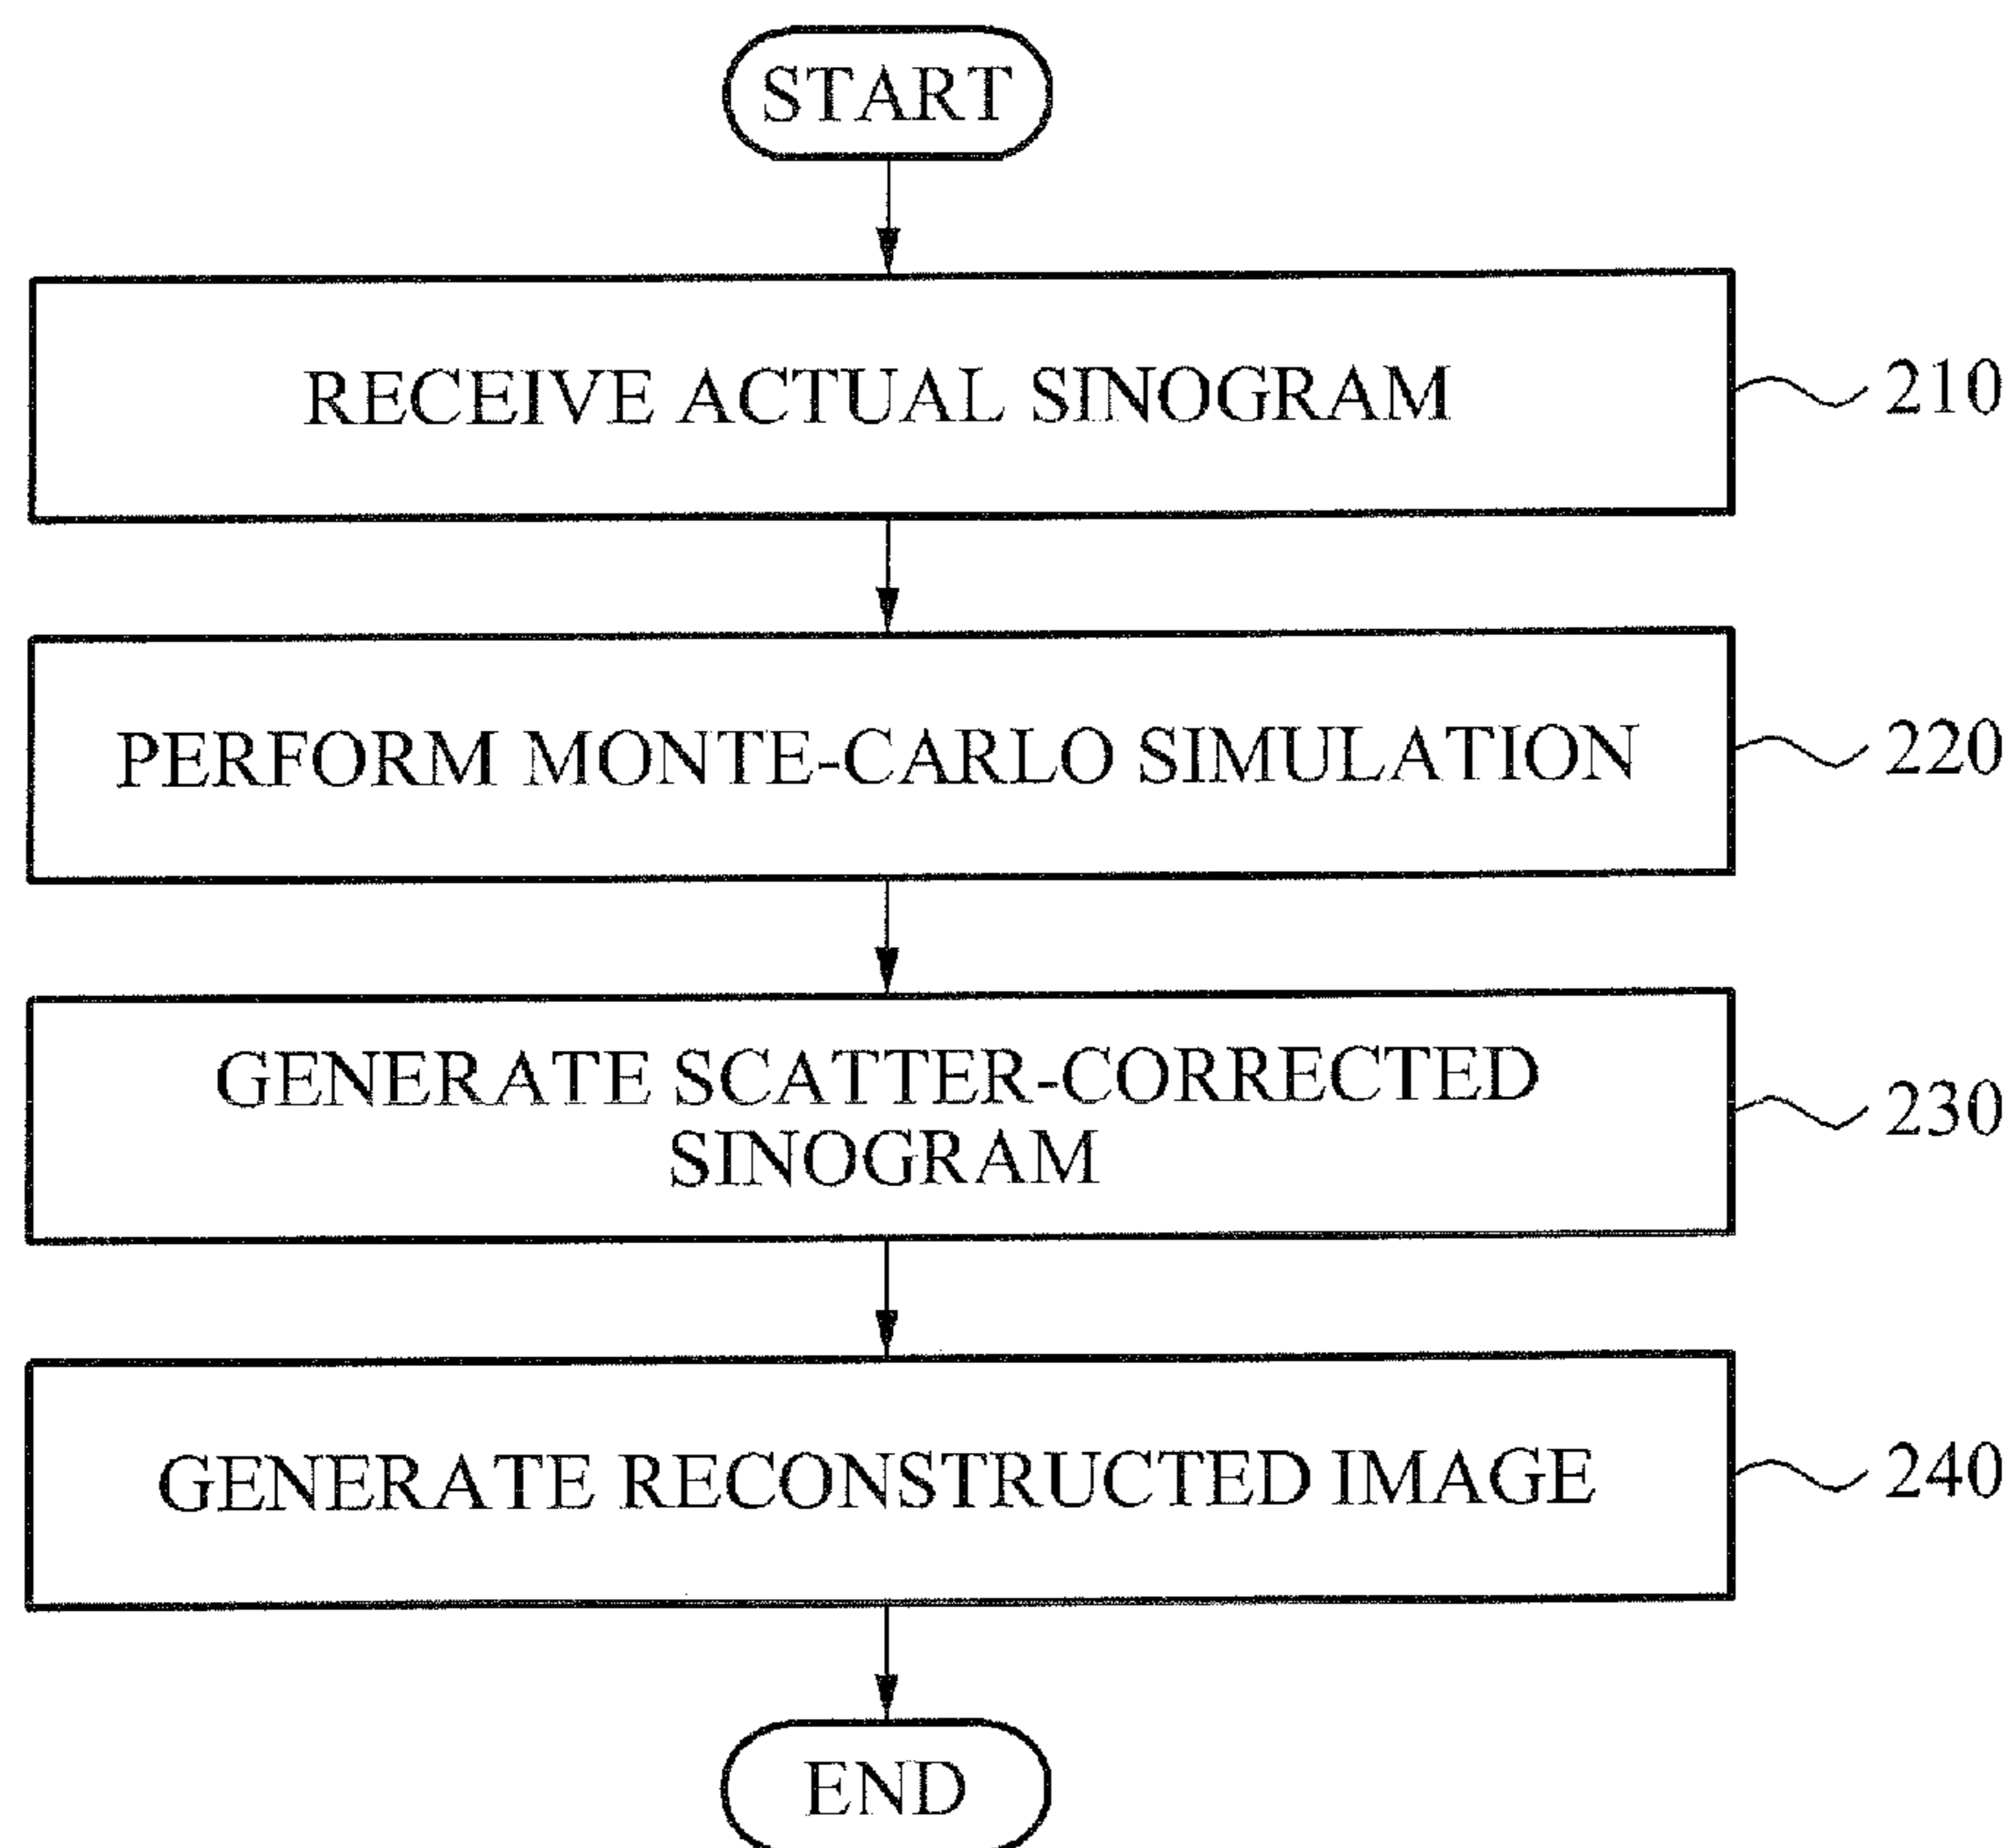 START
RECEIVE ACTUAL SINOGRAM
210
PERFORM MONTE-CARLO SIMULATION
220
GENERATE SCATTER-CORRECTED
SINOGRAM
230
GENERATE RECONSTRUCTED IMAGE
240
END